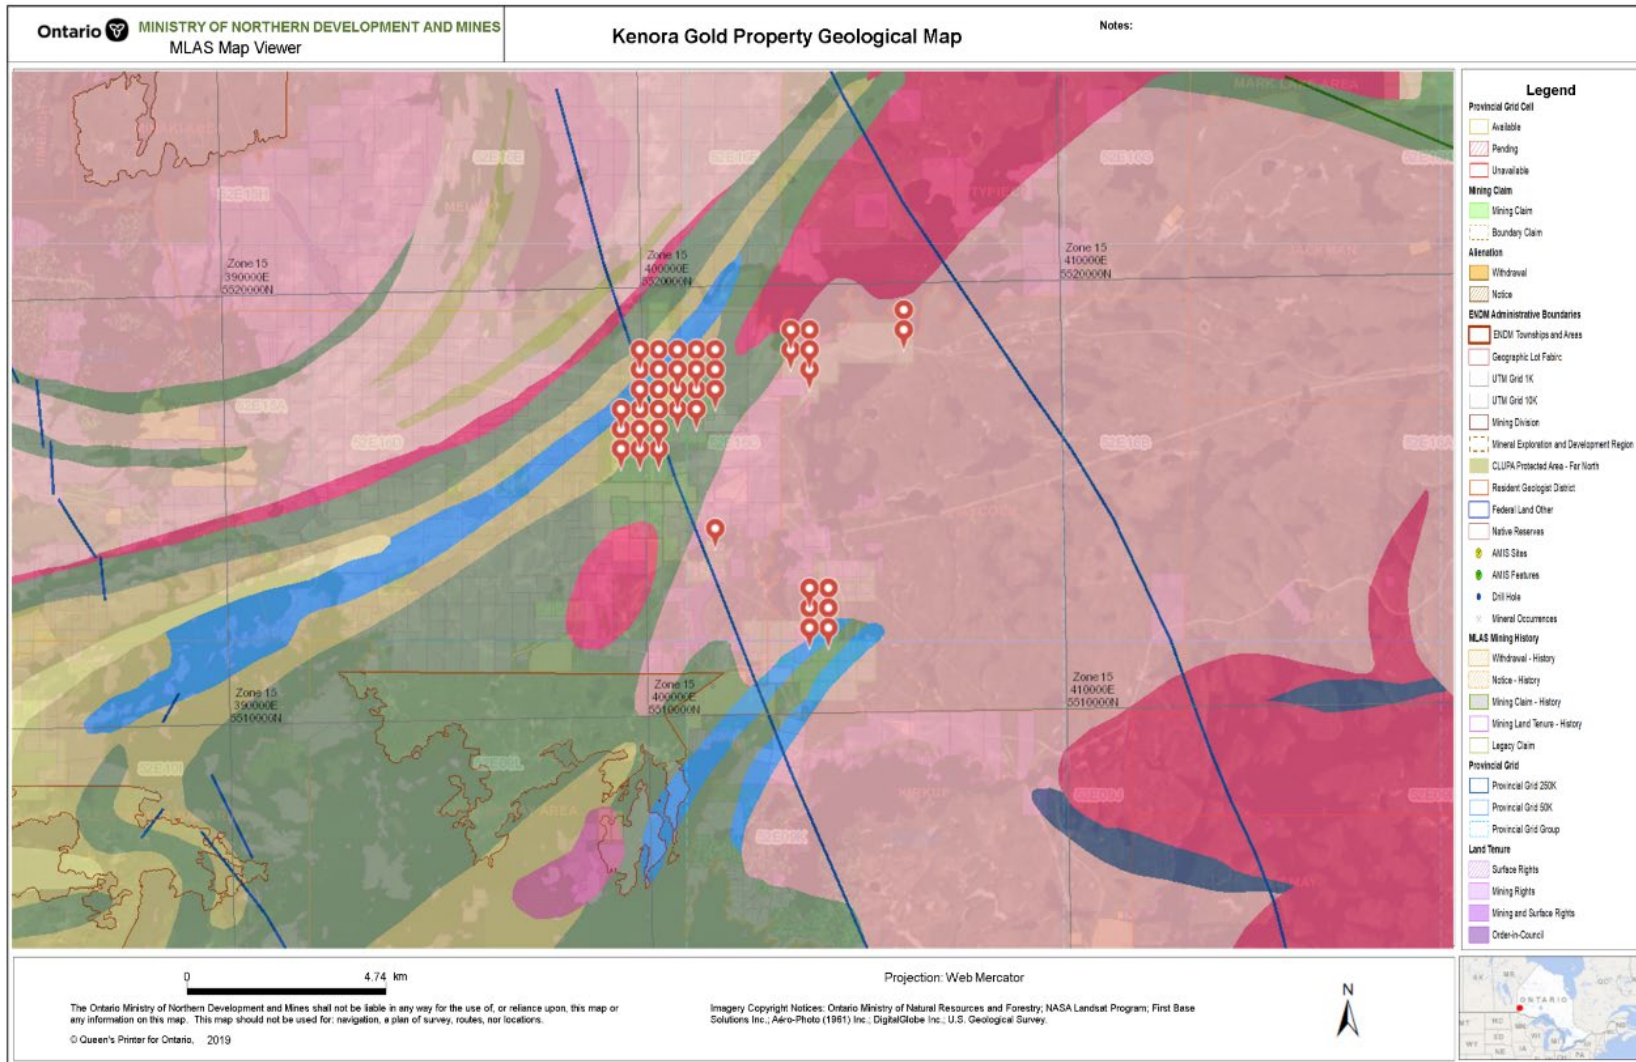 Ontario
MINISTRY OF NORTHERN DEVELOPMENT AND MINES
MLAS Map Viewer
Kenora Gold Property Geological Map
Notes:
MARK LAKE AREA
52E16G
52E15H
Zone 15
390000E
5520000N
Zone 15
400000E
5520000N
Zone 15
410000E
5520000N
52E15A
52E16B
Zone 15
390000E
5510000N
Zone 15
400000E
5510000N
Zone 15
410000E
5510000N
AREA
Legend
Provincial Grid Cell
Available
Pending
Unavailable
Mining Claim
Mining Claim
Boundary Claim
Alienation
Withdrawal
Notice
ENDM Administrative Boundaries
ENDM Townships and Areas
Geographic Lot Fabirc
UTM Grid 1K
UTM Grid 10K
Mining Division
Mineral Exploration and Development Region
CLUPA Protected Area - Far North
Resident Geologist District
Federal Land Other
Native Reserves
AMIS Sites
AMIS Features
Drill Hole
Mineral Occurrences
MLAS Mining History
Withdrawal - History
Notice - History
Mining Claim - History
Mining Land Tenure - History
Legacy Claim
Provincial Grid
Provincial Grid 250K
Provincial Grid 50K
Provincial Grid Group
Land Tenure
Surface Rights
Mining Rights
Mining and Surface Rights
Order-in-Council
0 4.74 km
The Ontario Ministry of Northern Development and Mines shall not be liable in any way for the use of, or reliance upon, this map or
any information on this map. This map should not be used for: navigation, a plan of survey, routes, nor locations.
© Queen's Printer for Ontario, 2019
Projection: Web Mercator
Imagery Copyright Notices: Ontario Ministry of Natural Resources and Forestry; NASA Landsat Program; First Base
Solutions Inc.; Aéro-Photo (1961) Inc.; DigitalGlobe Inc.; U.S. Geological Survey.
N
ONTARIO